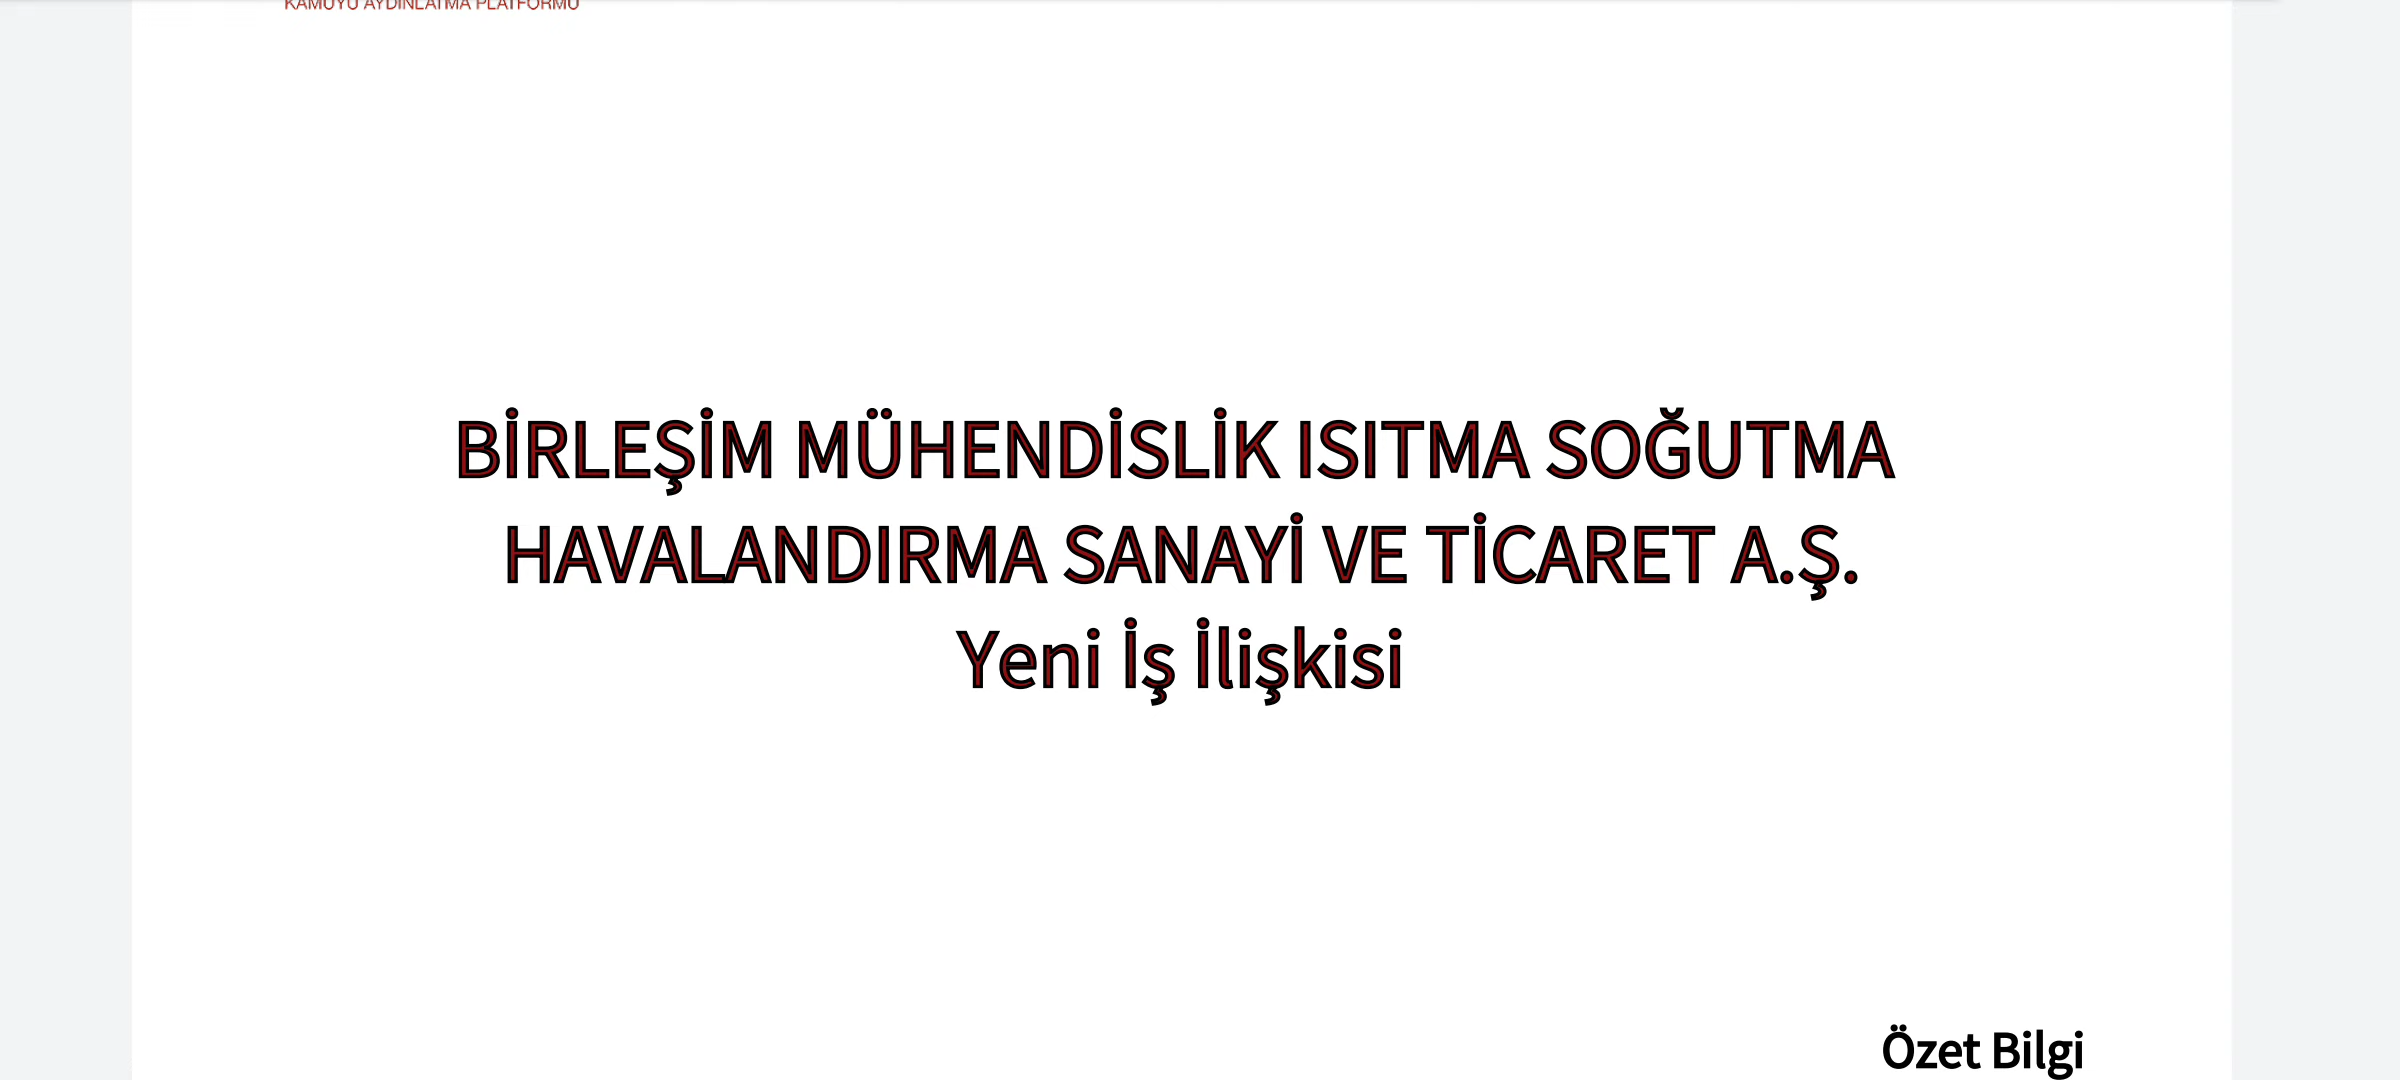 KAMUYU AYDINLATMA PLATFORMU
BİRLEŞİM MÜHENDİSLİK ISITMA SOĞUTMA
HAVALANDIRMA SANAYİ VE TİCARET A.Ş.
Yeni İş İlişkisi
Özet Bilgi